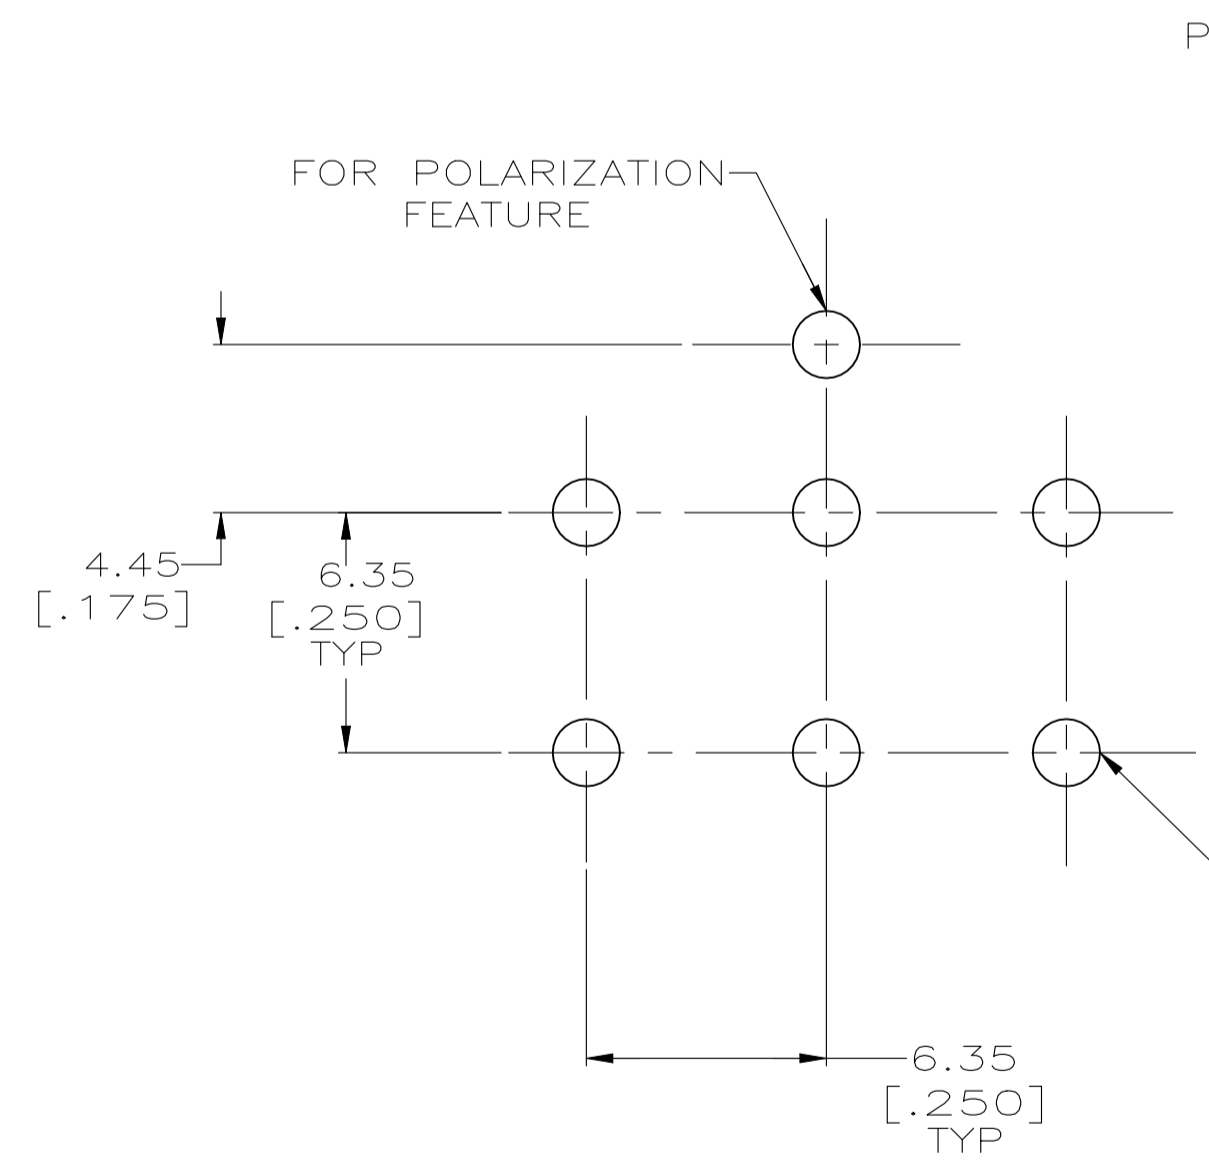 P
FOR POLARIZATION
FEATURE
4.45
[.175]
6.35
[.250]
TYP
6.35
[.250]
TYP